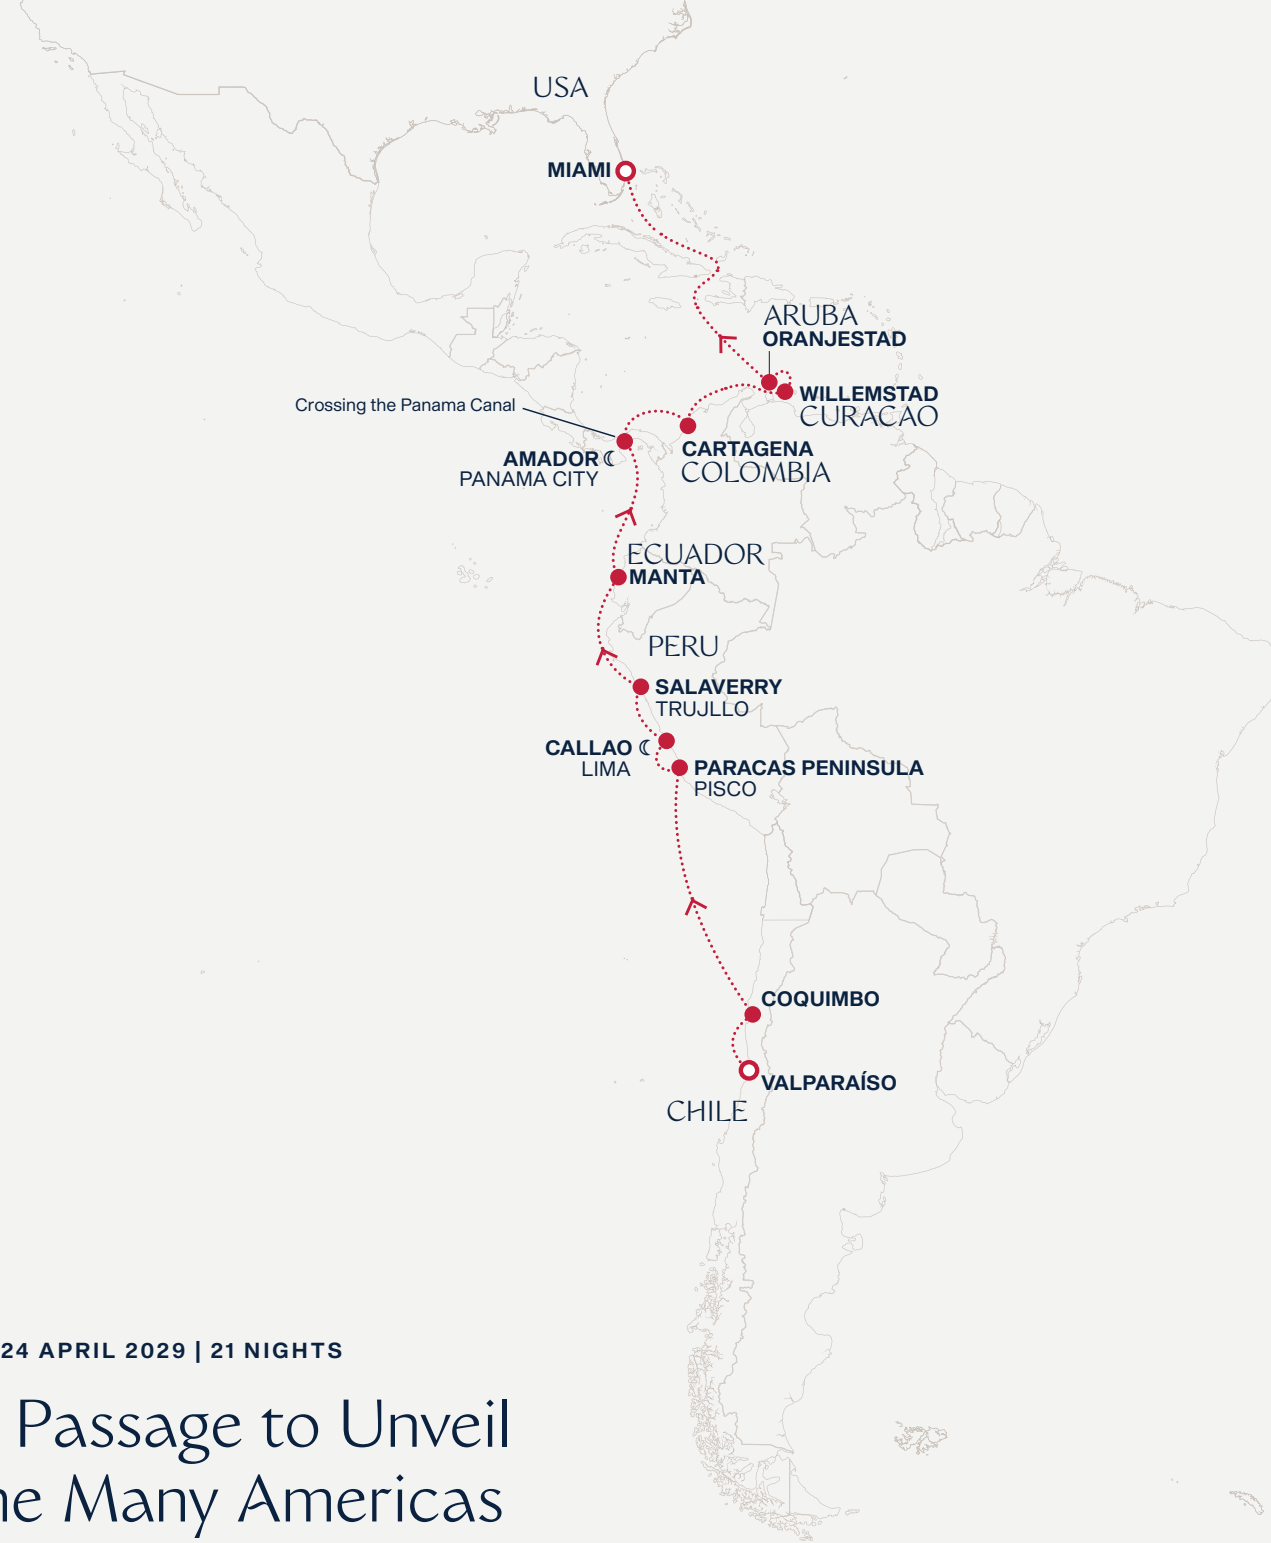 USA
MIAMI
ARUBA
ORANJESTAD
WILLEMSTAD
CURACAO
Crossing the Panama Canal
AMADOR
PANAMA CITY
CARTAGENA
COLOMBIA
ECUADOR
MANTA
PERU
SALAVERRY
TRUJLLO
CALLAO
LIMA
PARACAS PENINSULA
PISCO
COQUIMBO
VALPARAÍSO
CHILE
24 APRIL 2029 | 21 NIGHTS
Passage to Unveil
he Many Americas